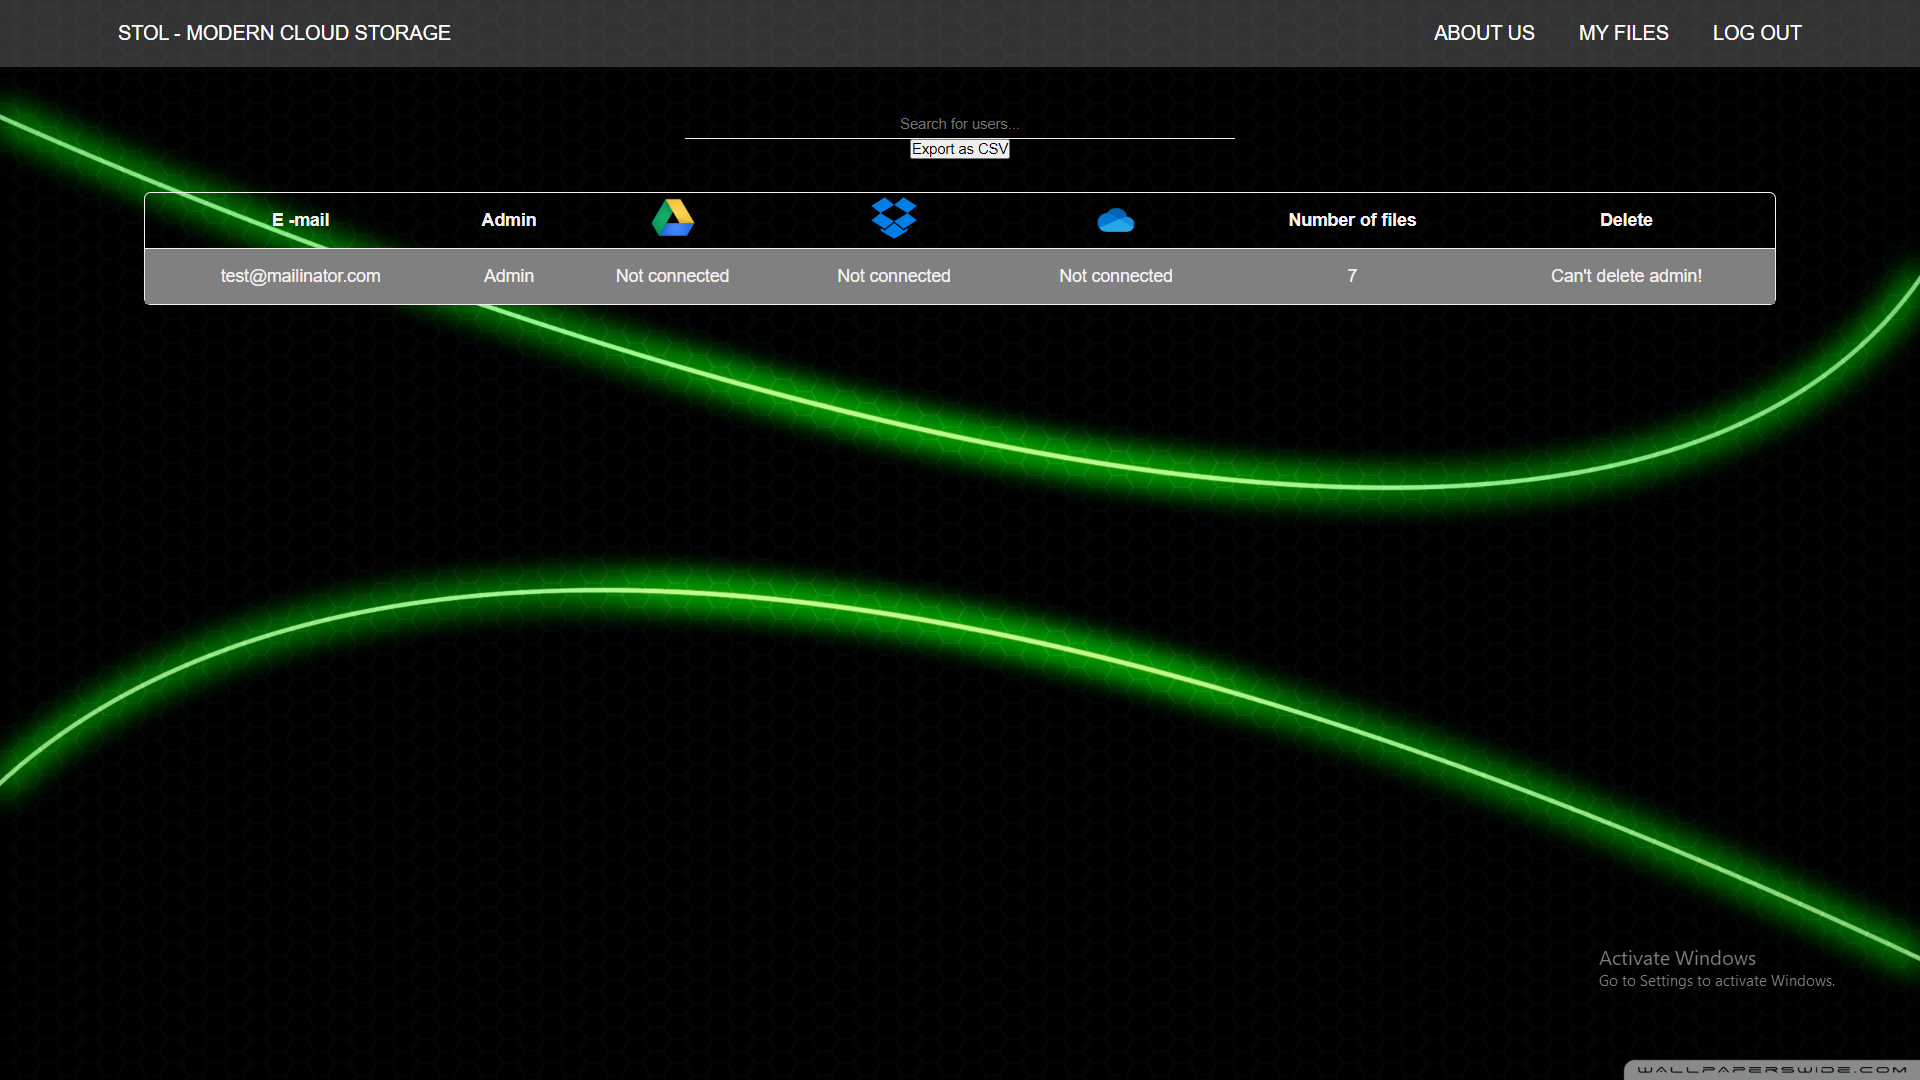 STOL - MODERN CLOUD STORAGE ABOUT US MY FILES LOG OUT
Search for users...
Export as CSV
E -mail Admin Number of files Delete
test@mailinator.com Admin Not connected Not connected Not connected 7 Can't delete admin!
Activate Windows
Go to Settings to activate Windows.
WALLPAPERSWIDE.COM